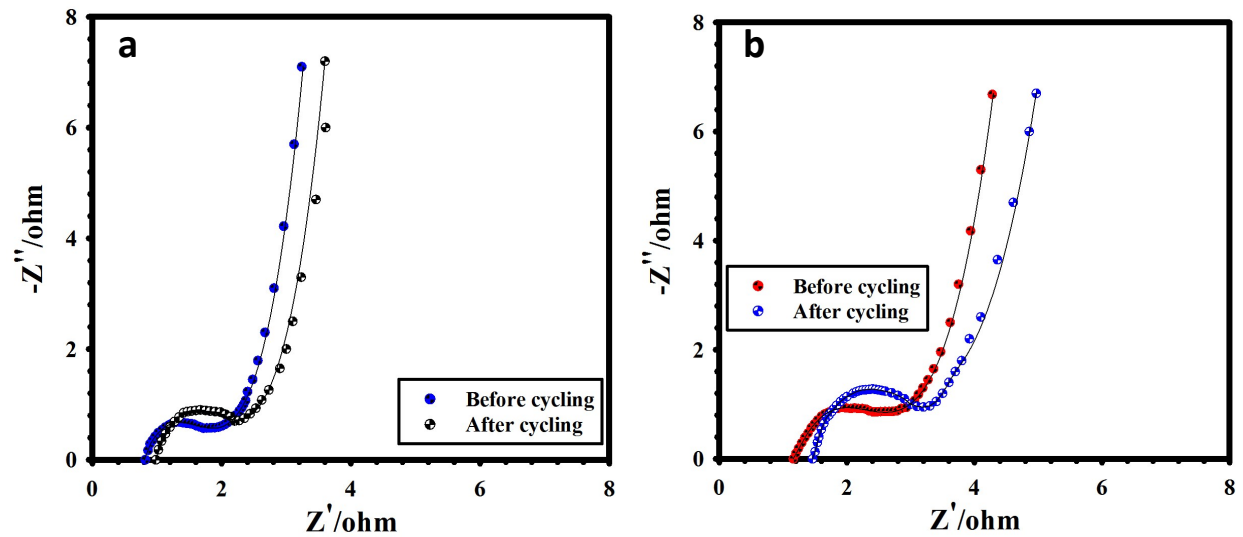 a
8
6
4
2
0
-Z''/ohm
Before cycling
After cycling
0 2 4 6 8
Z'/ohm
b
8
6
4
2
0
-Z''/ohm
Before cycling
After cycling
0 2 4 6 8
Z'/ohm